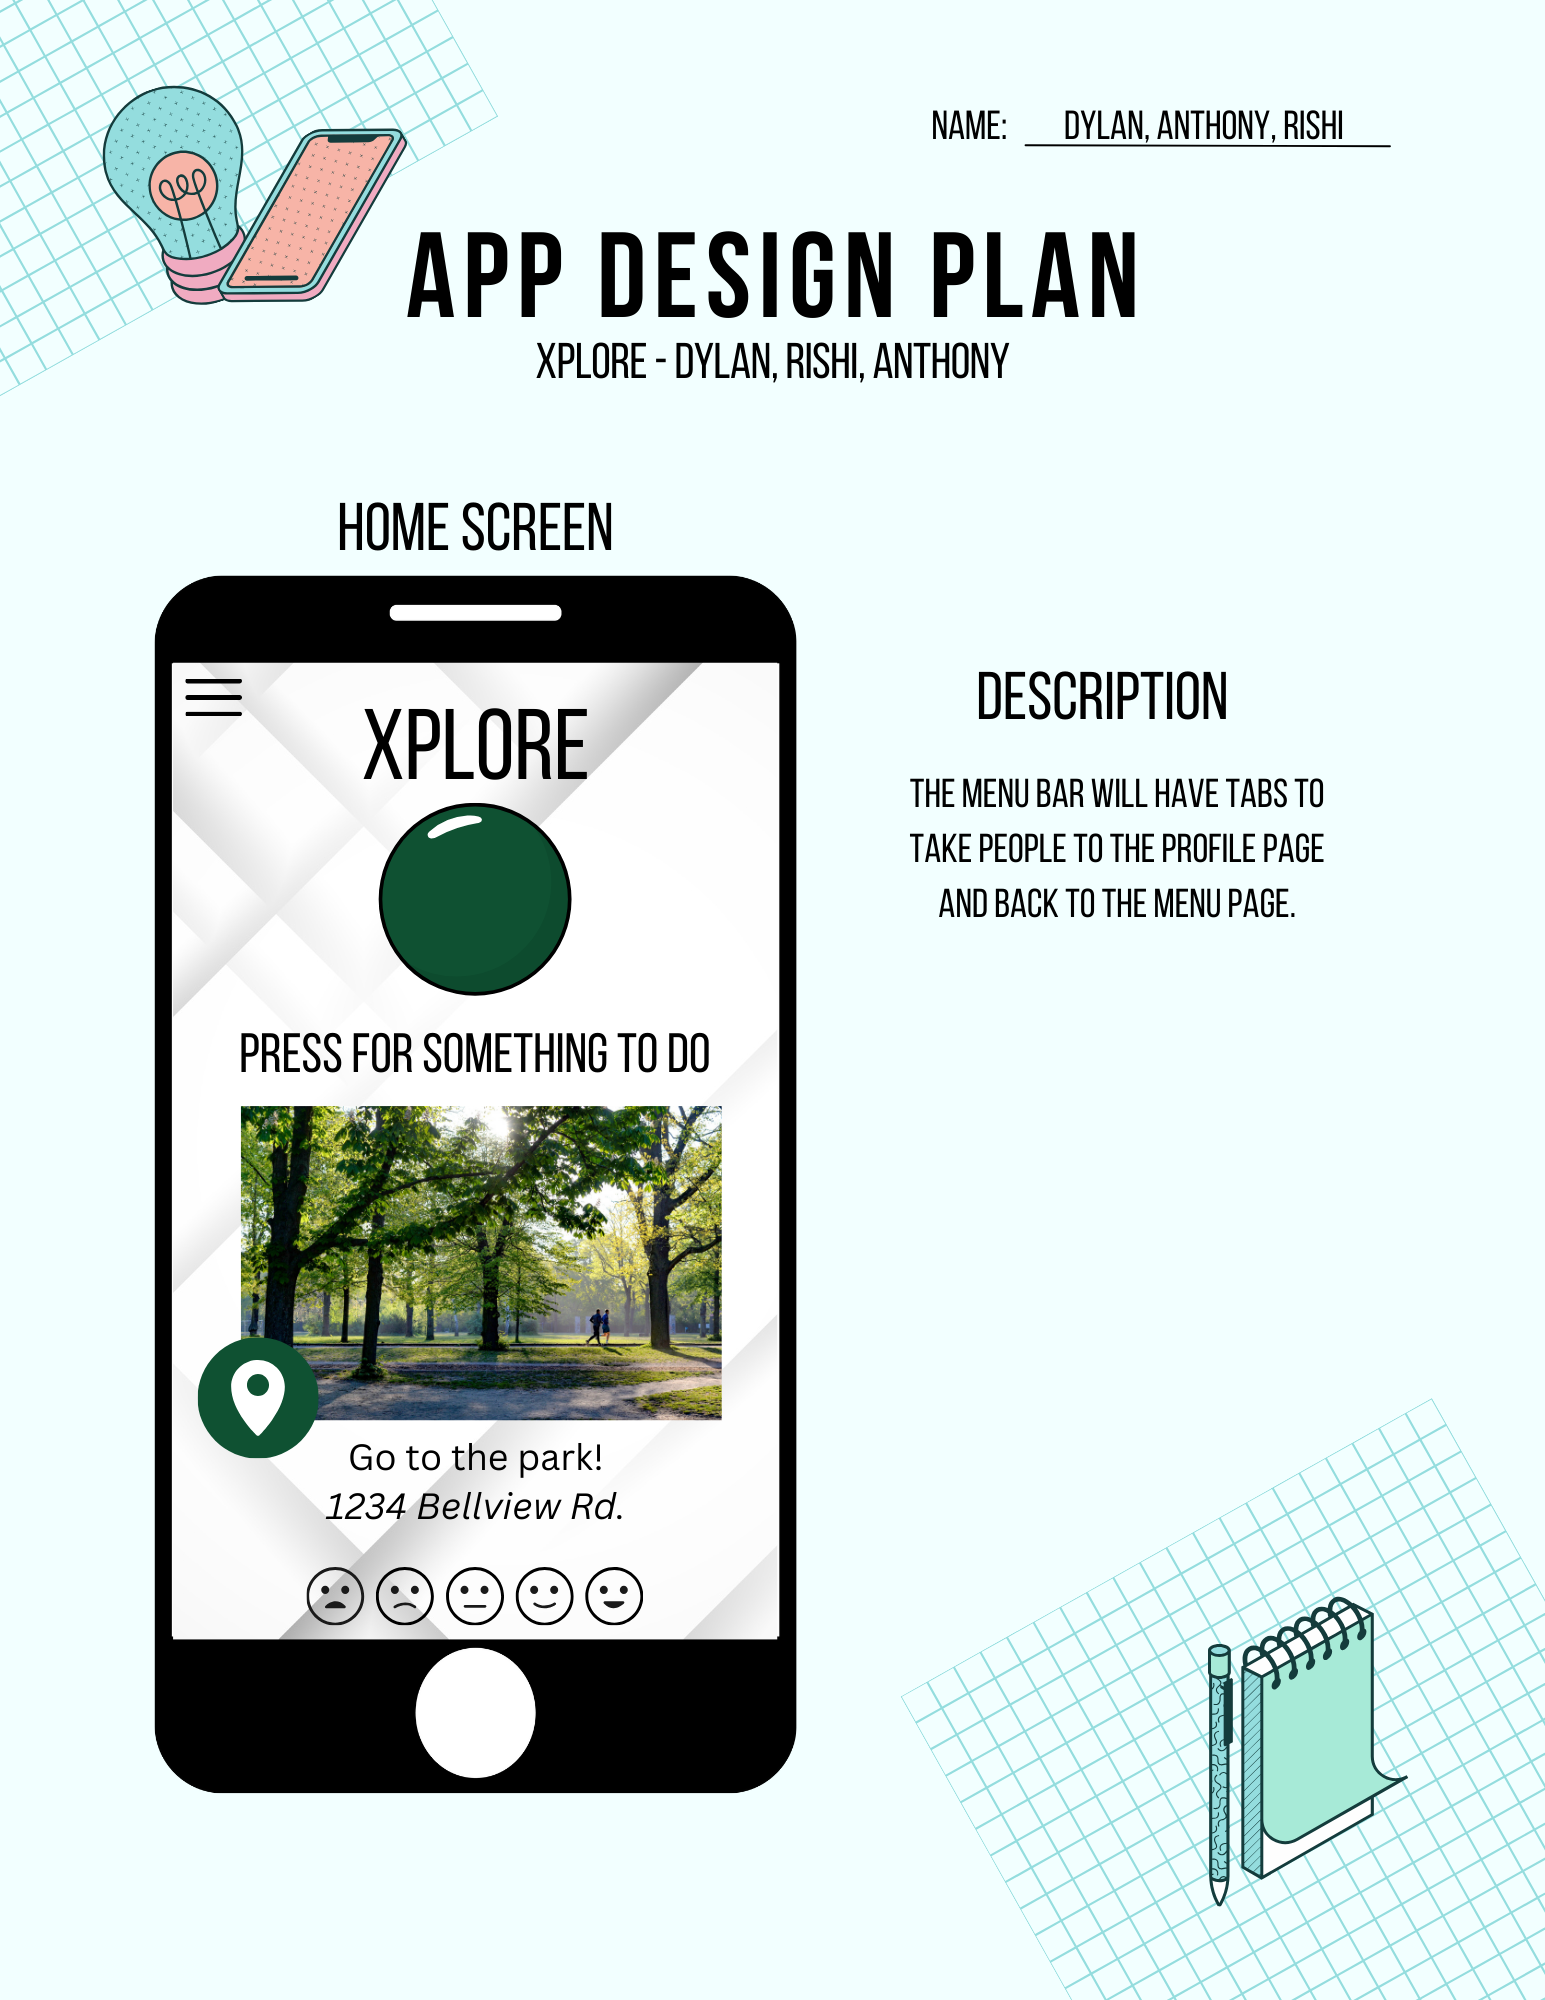 NAME: DYLAN, ANTHONY, RISHI
APP DESIGN PLAN
XPLORE - DYLAN, RISHI, ANTHONY
HOME SCREEN
XPLORE
PRESS FOR SOMETHING TO DO
Go to the park!
1234 Bellview Rd.
DESCRIPTION
THE MENU BAR WILL HAVE TABS TO
TAKE PEOPLE TO THE PROFILE PAGE
AND BACK TO THE MENU PAGE.